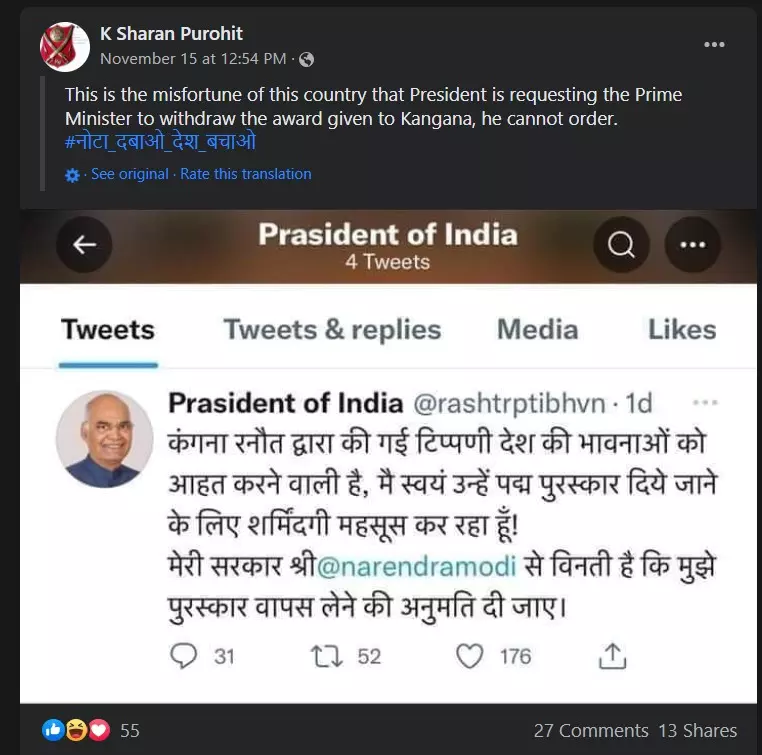 K Sharan Purohit
November 15 at 12:54 PM ·
This is the misfortune of this country that President is requesting the Prime
Minister to withdraw the award given to Kangana, he cannot order.
#नोटा_दबाओ_देश_बचाओ
· See original · Rate this translation
Prasident of India
4 Tweets
Tweets Tweets & replies Media Likes
Prasident of India @rashtrptibhvn · 1d
कंगना रनौत द्वारा की गई टिप्पणी देश की भावनाओं को
आहत करने वाली है, मै स्वयं उन्हें पद्म पुरस्कार दिये जाने
के लिए शर्मिंदगी महसूस कर रहा हूँ!
मेरी सरकार श्री@narendramodi से विनती है कि मुझे
पुरस्कार वापस लेने की अनुमति दी जाए।
31 52 176
55 27 Comments 13 Shares